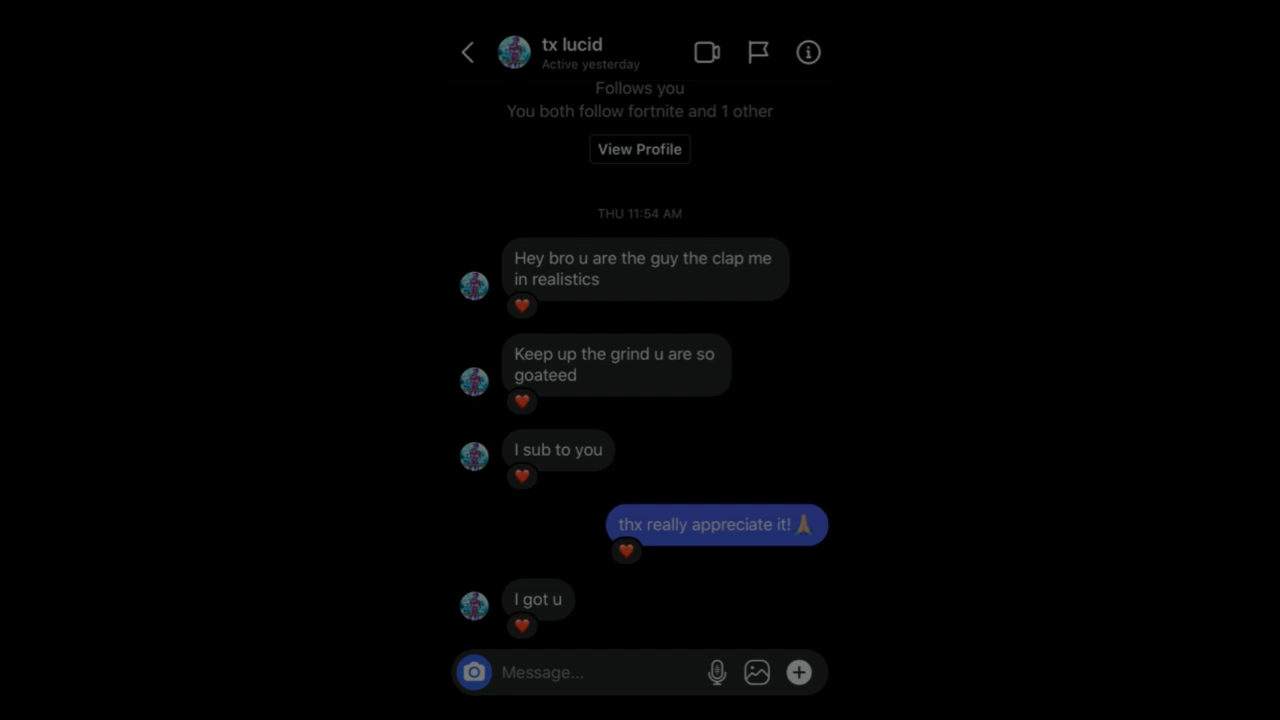 tx lucid
Active yesterday
Follows you
You both follow fortnite and 1 other
View Profile
THU 11:54 AM
Hey bro u are the guy the clap me
in realistics
Keep up the grind u are so
goateed
I sub to you
thx really appreciate it!🙏
I got u
Message...